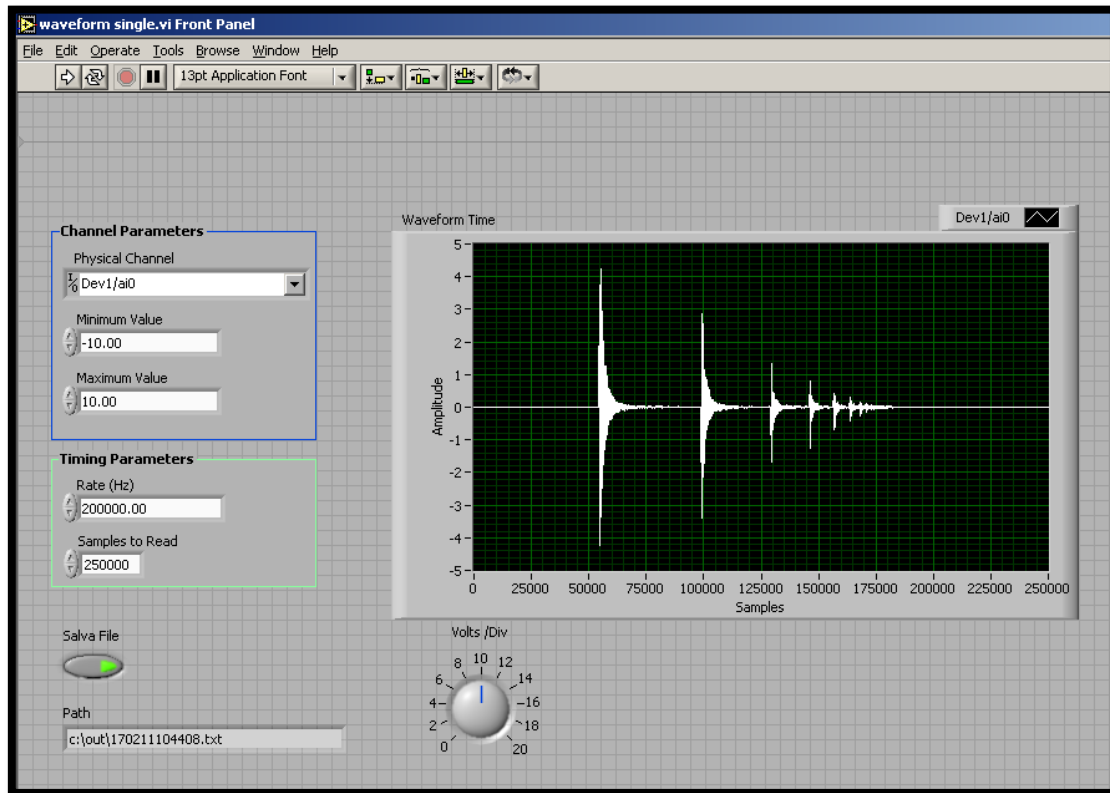 waveform single.vi Front Panel
File Edit Operate Tools Browse Window Help
13pt Application Font
Channel Parameters
Physical Channel
I/O Dev1/ai0
Minimum Value
-10.00
Maximum Value
10.00
Timing Parameters
Rate (Hz)
200000.00
Samples to Read
250000
Salva File
Path
c:\out\170211104408.txt
Waveform Time
Dev1/ai0
Amplitude
5
4
3
2
1
0
-1
-2
-3
-4
-5
0 25000 50000 75000 100000 125000 150000 175000 200000 225000 250000
Samples
Volts /Div
0 2 4 6 8 10 12 14 16 18 20